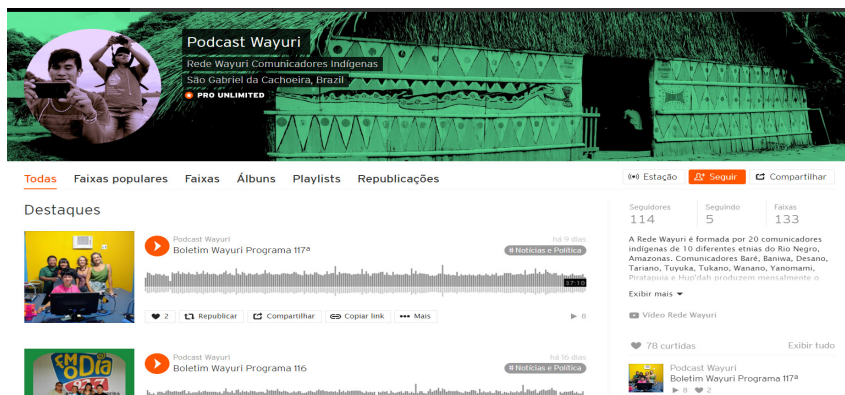 Podcast Wayuri
Rede Wayuri Comunicadores Indígenas
São Gabriel da Cachoeira, Brazil
PRO UNLIMITED
Todas Faixas populares Faixas Álbuns Playlists Republicações
Estação Seguir Compartilhar
Destaques
Podcast Wayuri há 9 dias
Boletim Wayuri Programa 117ª # Notícias e Política
37:10
2 Republicar Compartilhar Copiar link Mais 8
Podcast Wayuri há 16 dias
Boletim Wayuri Programa 116 # Notícias e Política
EM DIA
Seguidores Seguindo Faixas
114 5 133
A Rede Wayuri é formada por 20 comunicadores
indígenas de 10 diferentes etnias do Rio Negro,
Amazonas. Comunicadores Baré, Baniwa, Desano,
Tariano, Tuyuka, Tukano, Wanano, Yanomami,
Piratapuia e Hup'dah produzem mensalmente o
Exibir mais
Vídeo Rede Wayuri
78 curtidas Exibir tudo
Podcast Wayuri
Boletim Wayuri Programa 117ª
8 2